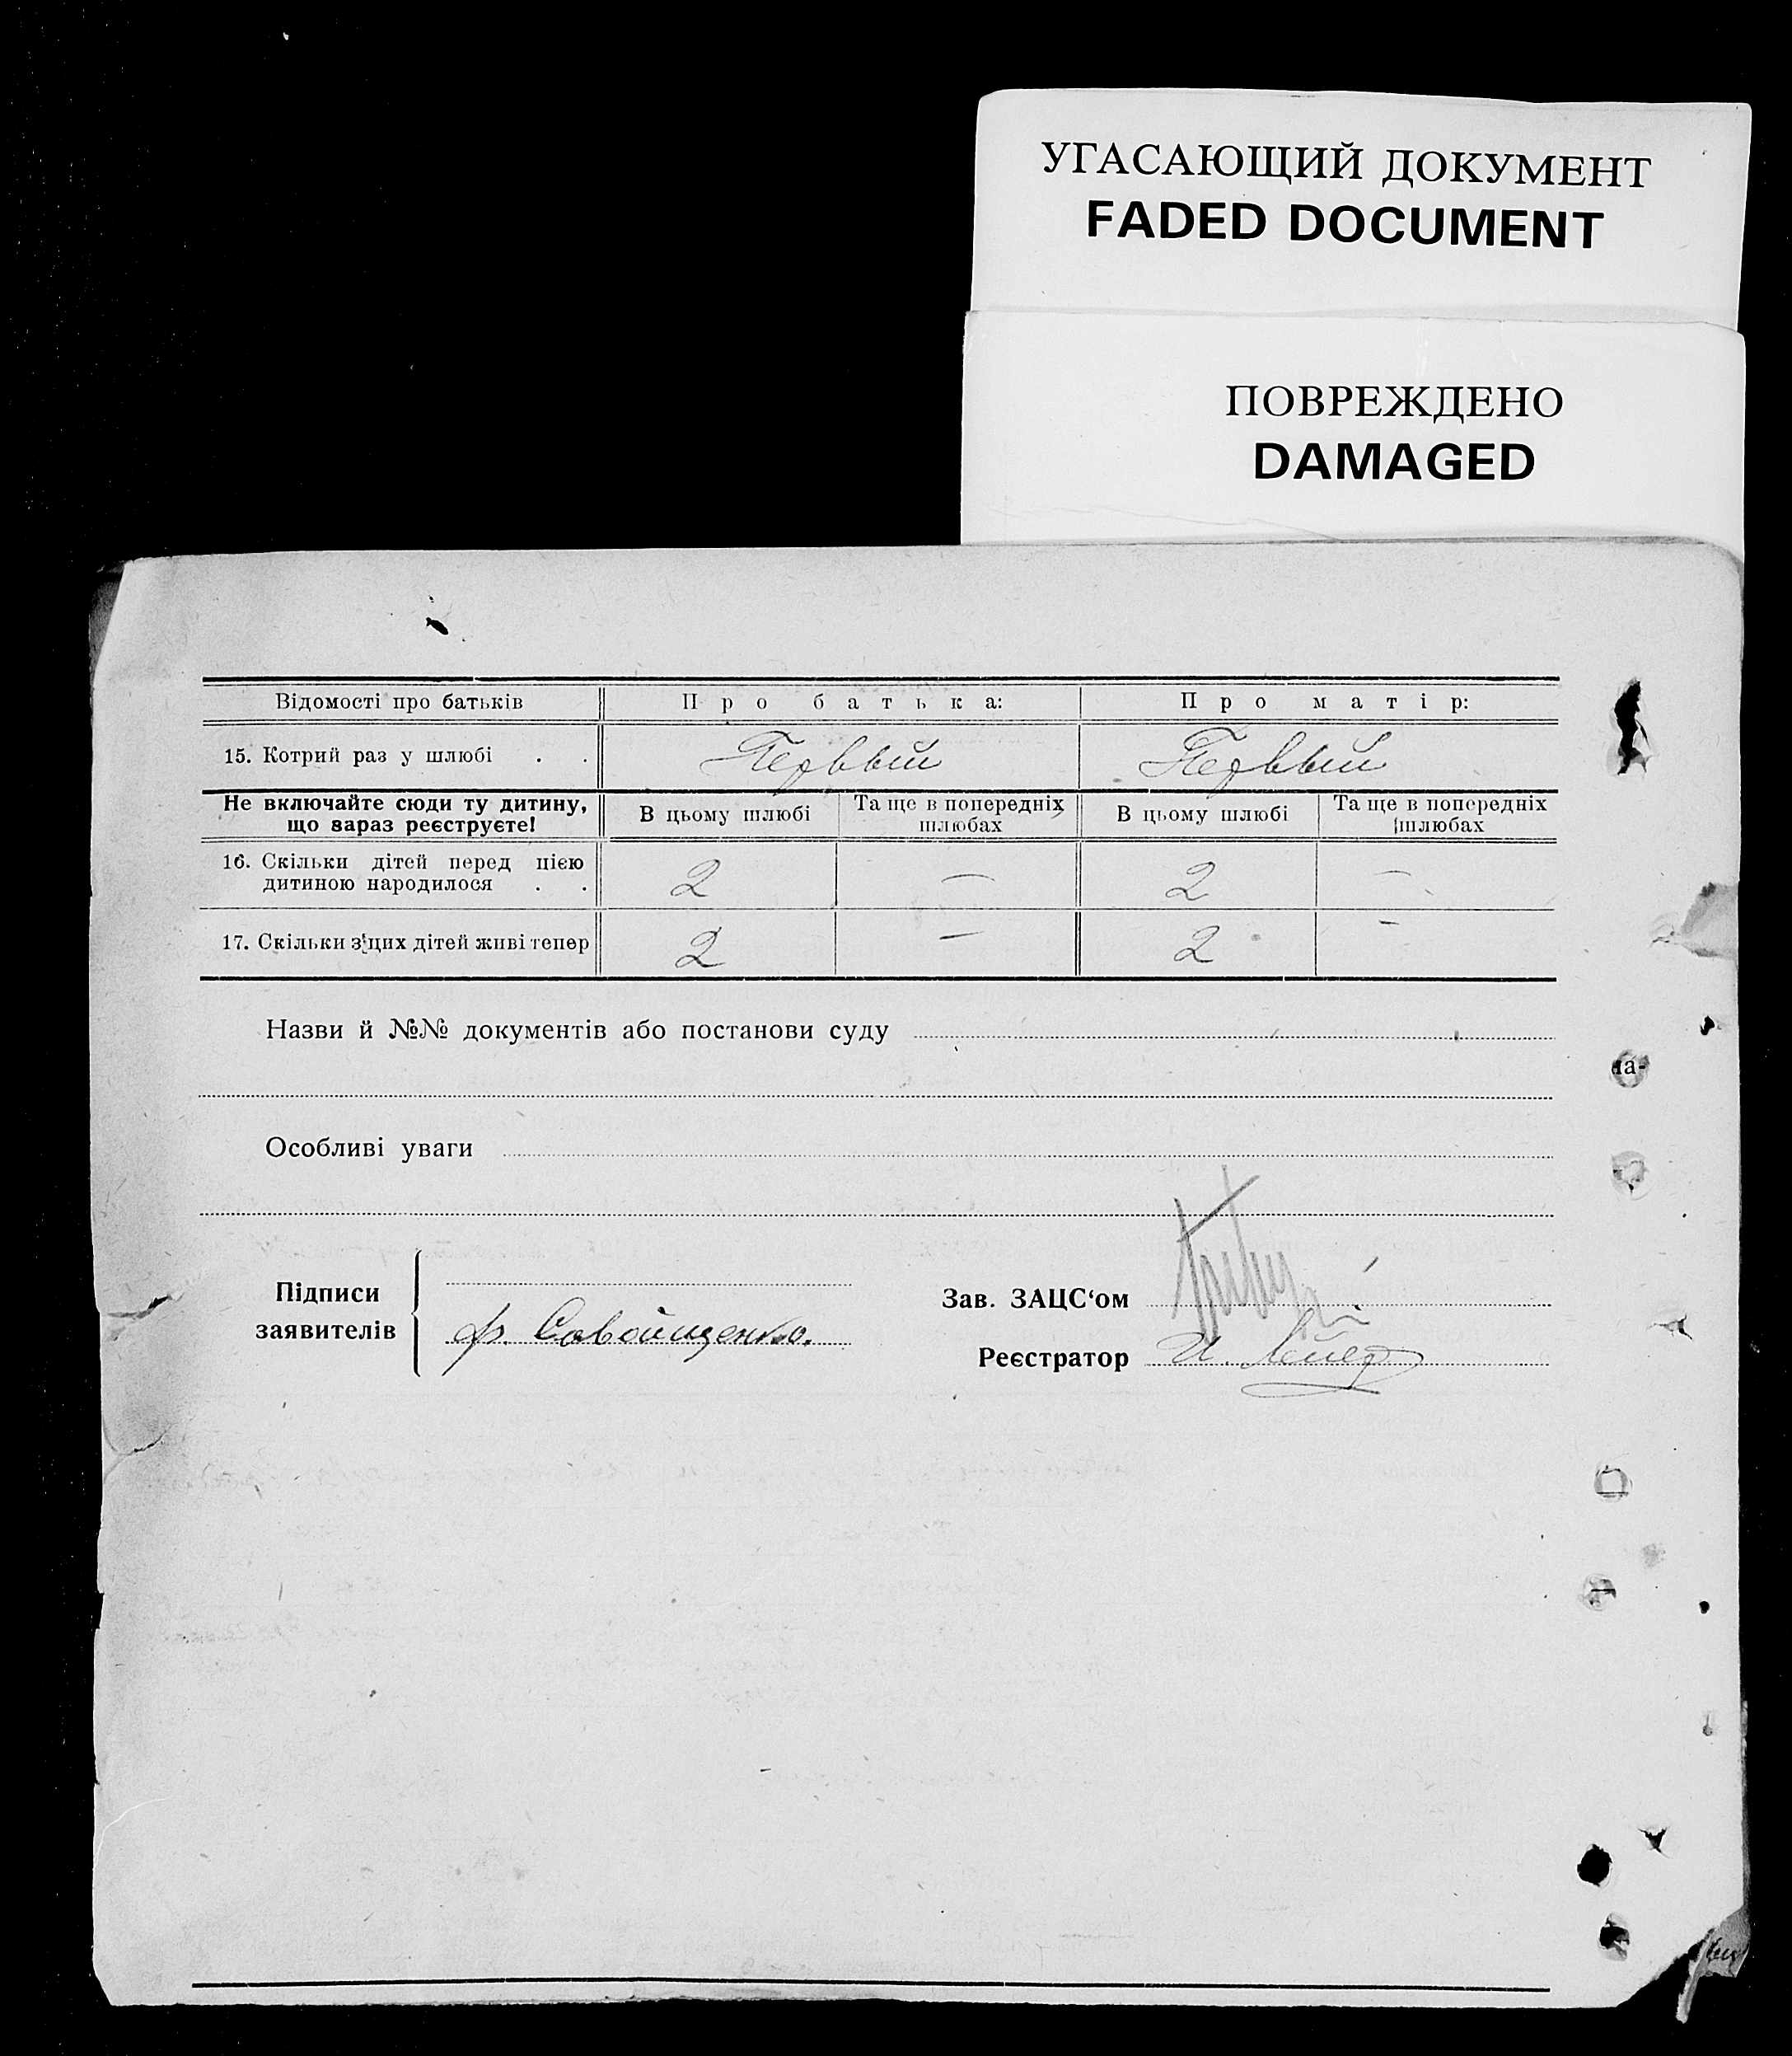 УГАСАЮЩИЙ ДОКУМЕНТ
FADED DOCUMENT
ПОВРЕЖДЕНО
DAMAGED
Відомості про батьків Про батька: Про матір:
15. Котрий раз у шлюбі . . Первый Первый
Не включайте сюди ту дитину, що зараз реєструєте! В цьому шлюбі Та ще в попередніх шлюбах В цьому шлюбі Та ще в попередніх шлюбах
16. Скільки дітей перед цією
дитиною народилося . . 2 — 2 —
17. Скільки з цих дітей живі тепер 2 — 2 —
Назви й №№ документів або постанови суду
на-
Особливі уваги
Підписи
заявителів
Зав. ЗАЦС'ом
Реєстратор